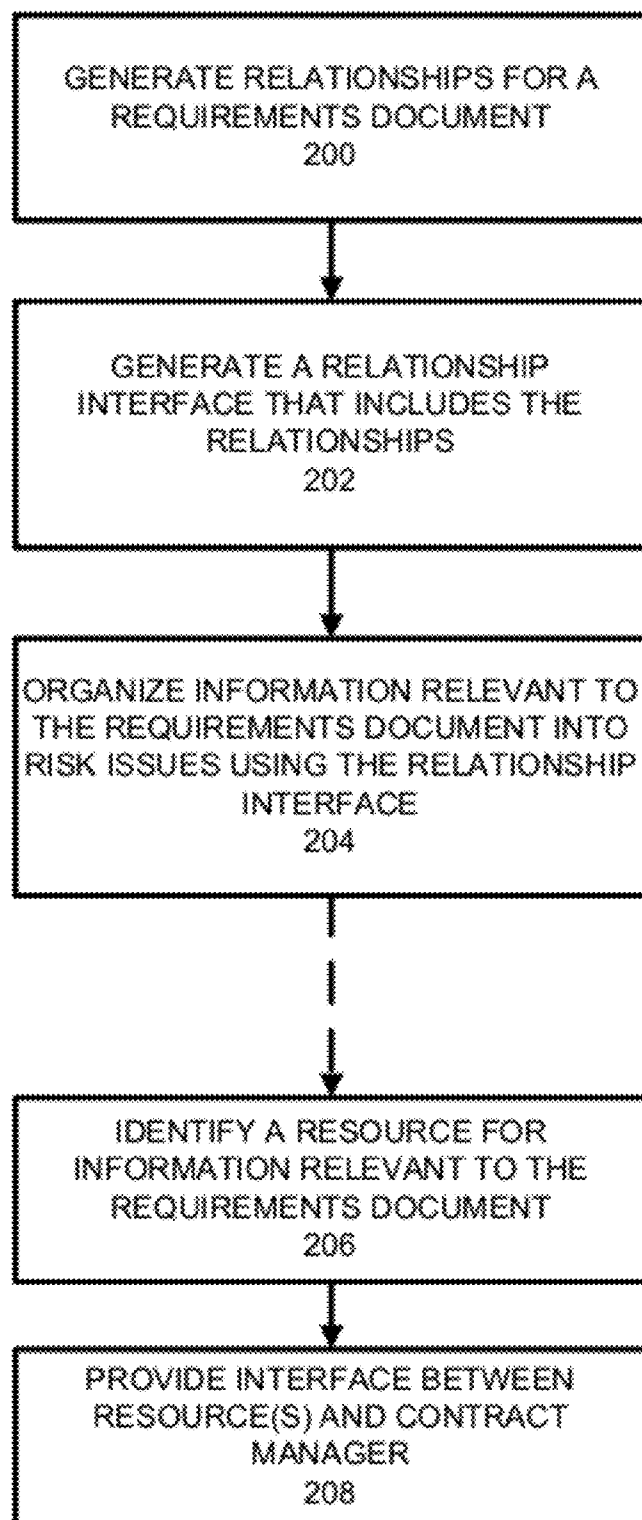 GENERATE RELATIONSHIPS FOR A
REQUIREMENTS DOCUMENT
200
GENERATE A RELATIONSHIP
INTERFACE THAT INCLUDES THE
RELATIONSHIPS
202
ORGANIZE INFORMATION RELEVANT TO
THE REQUIREMENTS DOCUMENT INTO
RISK ISSUES USING THE RELATIONSHIP
INTERFACE
204
IDENTIFY A RESOURCE FOR
INFORMATION RELEVANT TO THE
REQUIREMENTS DOCUMENT
206
PROVIDE INTERFACE BETWEEN
RESOURCE(S) AND CONTRACT
MANAGER
208